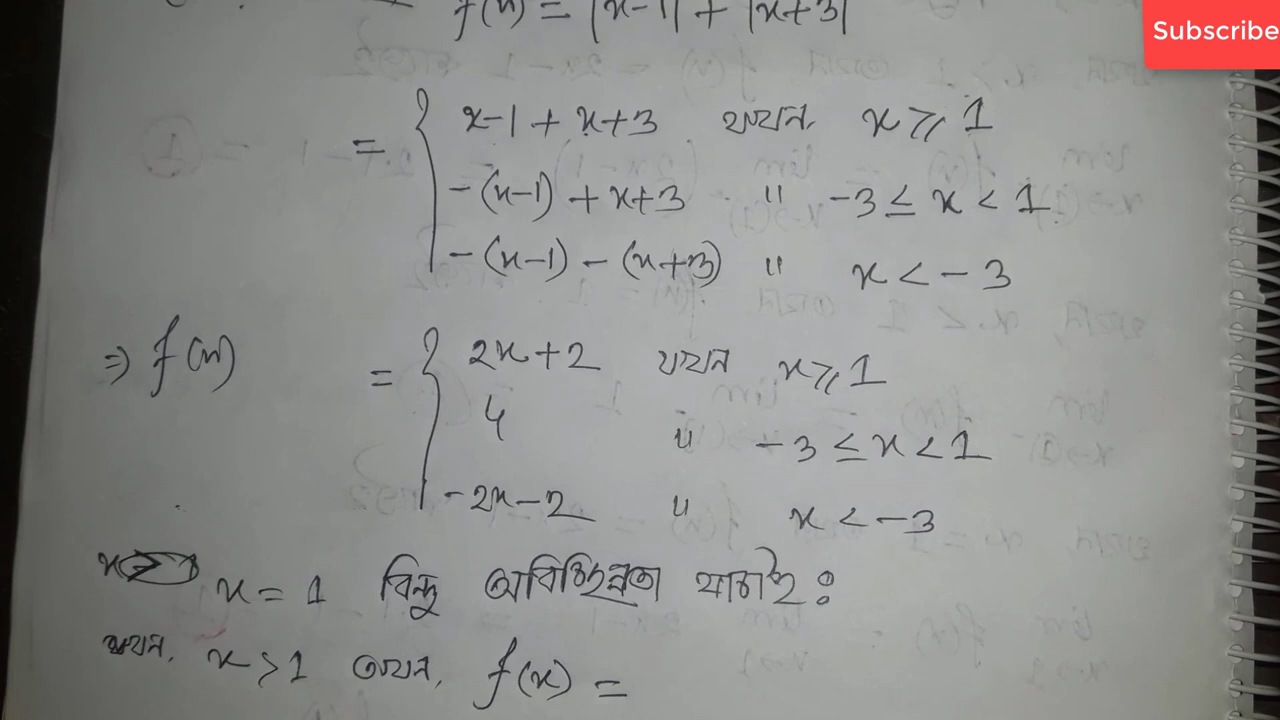 f(x) = |x-1| + |x+3|
Subscribe
= { x-1 + x+3 যখন, x ⩾ 1
-(x-1) + x+3 " -3 ≤ x < 1
-(x-1) - (x+3) " x < -3
⇒ f(x) = { 2x+2 যখন x ⩾ 1
4 " -3 ≤ x < 1
-2x-2 " x < -3
x = 1 বিন্দু অবিচ্ছিন্নতা যাচাই :
যখন, x > 1 তখন, f(x) =